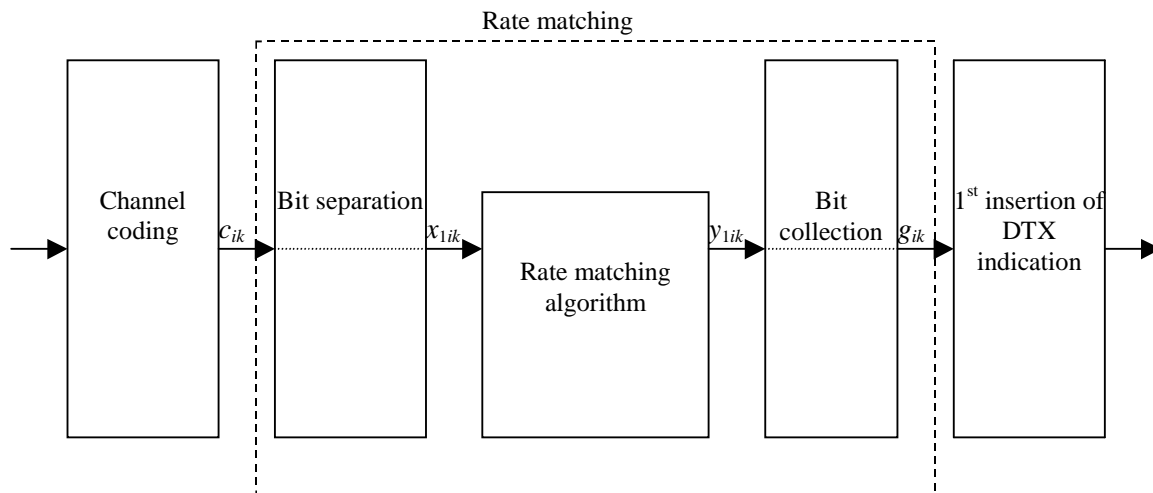 Rate matching
Channel
coding
c_ik
Bit separation
x_1ik
Rate matching
algorithm
y_1ik
Bit
collection
g_ik
1st insertion of
DTX
indication